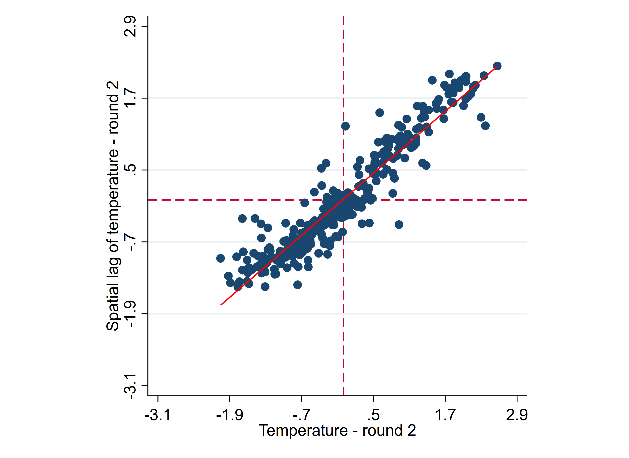 2.9
1.7
.5
-.7
-1.9
-3.1
Spatial lag of temperature - round 2
-3.1 -1.9 -.7 .5 1.7 2.9
Temperature - round 2